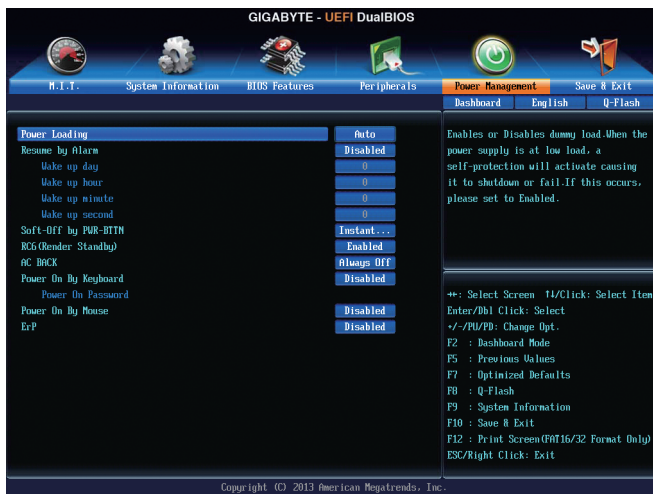 GIGABYTE - UEFI DualBIOS
M.I.T. System Information BIOS Features Peripherals Power Management Save & Exit
Dashboard English Q-Flash
Power Loading Auto
Resume by Alarm Disabled
Wake up day 0
Wake up hour 0
Wake up minute 0
Wake up second 0
Soft-Off by PWR-BTTN Instant...
RC6(Render Standby) Enabled
AC BACK Always Off
Power On By Keyboard Disabled
Power On Password
Power On By Mouse Disabled
ErP Disabled
Enables or Disables dummy load.When the
power supply is at low load, a
self-protection will activate causing
it to shutdown or fail.If this occurs,
please set to Enabled.
→←: Select Screen ↑↓/Click: Select Item
Enter/Dbl Click: Select
+/-/PU/PD: Change Opt.
F2 : Dashboard Mode
F5 : Previous Values
F7 : Optimized Defaults
F8 : Q-Flash
F9 : System Information
F10 : Save & Exit
F12 : Print Screen(FAT16/32 Format Only)
ESC/Right Click: Exit
Copyright (C) 2013 American Megatrends, Inc.